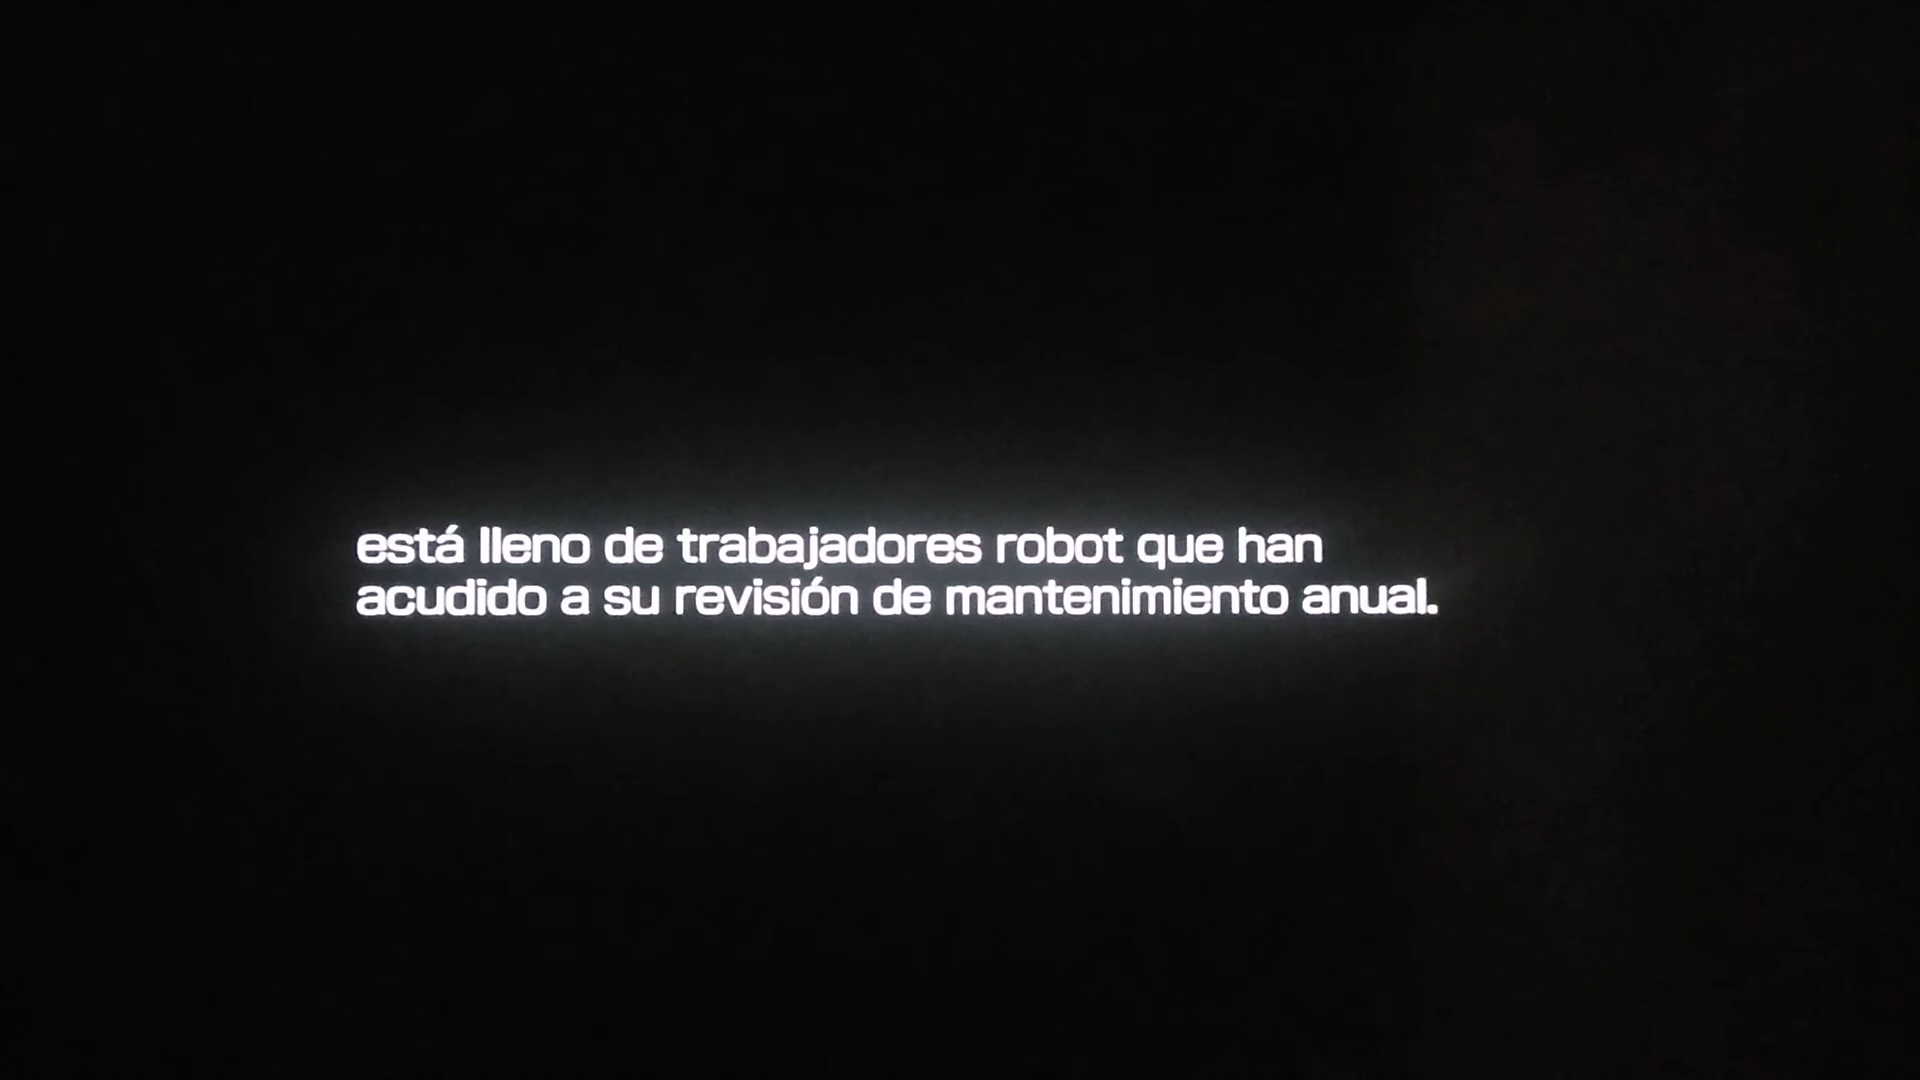 está lleno de trabajadores robot que han
acudido a su revisión de mantenimiento anual.